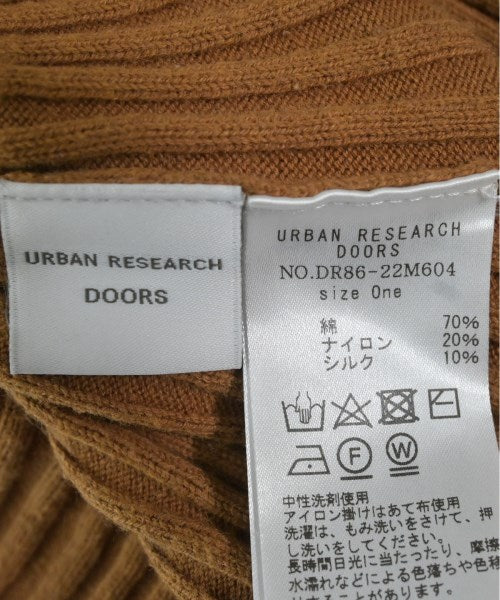 URBAN RESEARCH
DOORS
URBAN RESEARCH
DOORS
NO.DR86-22M604
size One
綿 70%
ナイロン 20%
シルク 10%
F
W
中性洗剤使用
アイロン掛けはあて布使用
洗濯は、もみ洗いをさけて、押
し洗いをしてください。
長時間日光に当たったり、摩擦
水濡れなどによる色落ちや色移